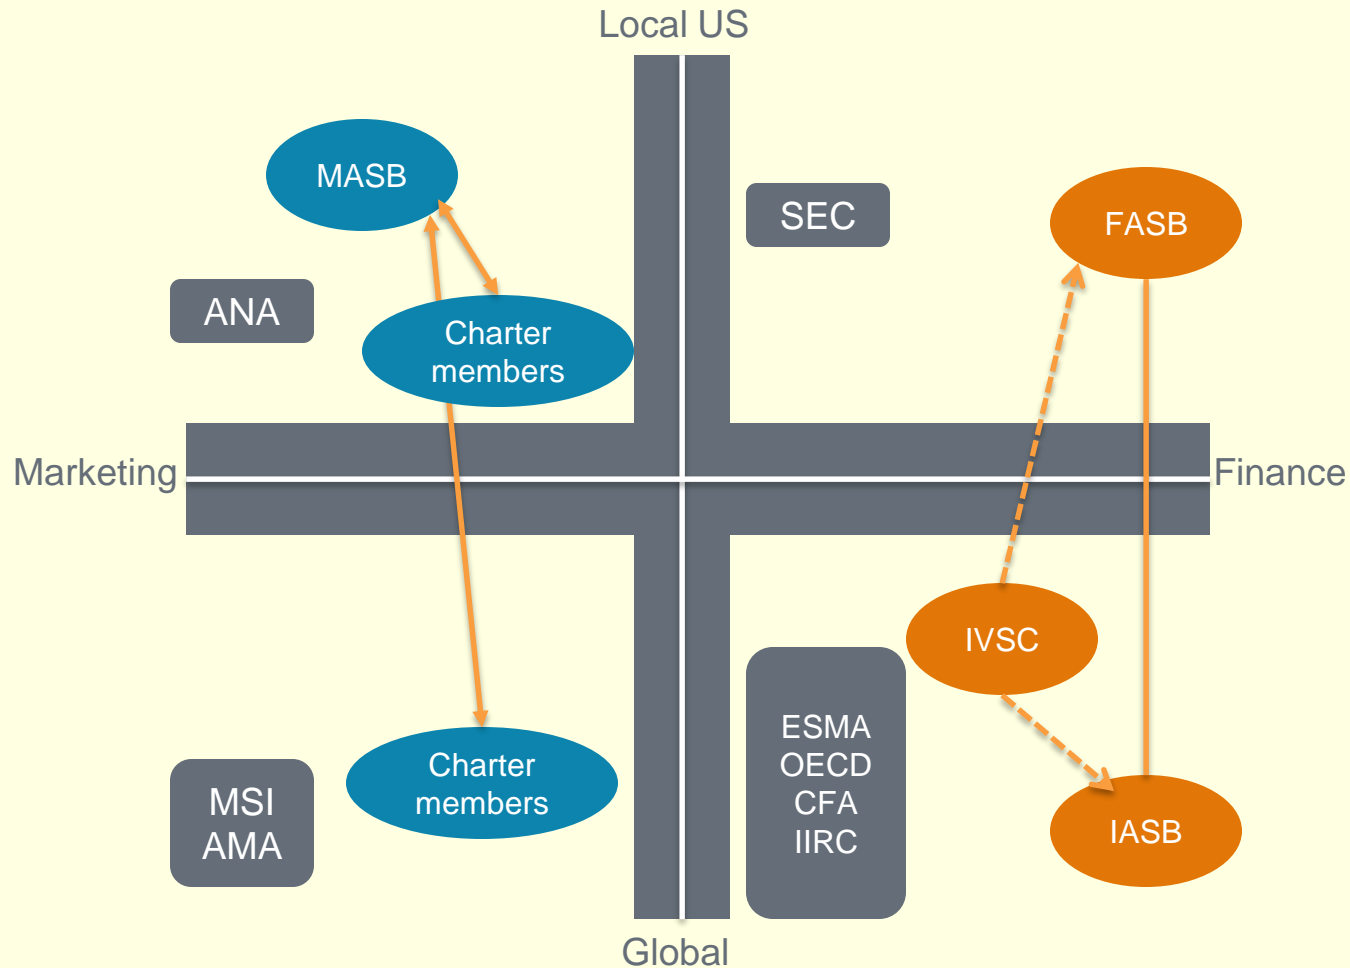 Local US
MASB
SEC
FASB
ANA
Charter
members
Marketing
Finance
IVSC
ESMA
OECD
CFA
IIRC
Charter
members
MSI
AMA
IASB
Global